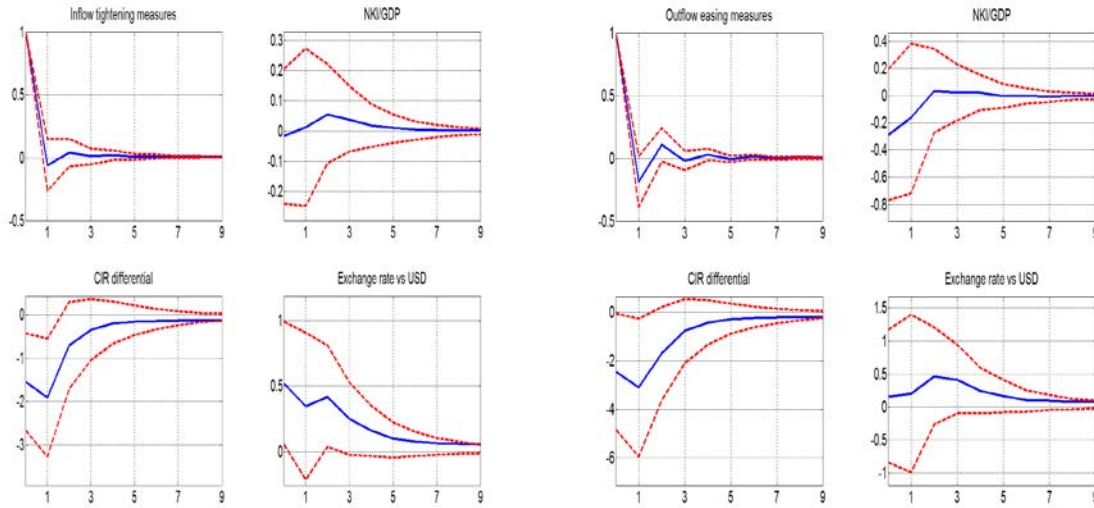 Inflow tightening measures
1
0.5
0
-0.5
1 3 5 7 9
NKI/GDP
0.3
0.2
0.1
0
-0.1
-0.2
1 3 5 7 9
Outflow easing measures
1
0.5
0
-0.5
1 3 5 7 9
NKI/GDP
0.4
0.2
0
-0.2
-0.4
-0.6
-0.8
1 3 5 7 9
CIR differential
0
-1
-2
-3
1 3 5 7 9
Exchange rate vs USD
1
0.5
0
1 3 5 7 9
CIR differential
0
-2
-4
-6
1 3 5 7 9
Exchange rate vs USD
1.5
1
0.5
0
-0.5
-1
1 3 5 7 9